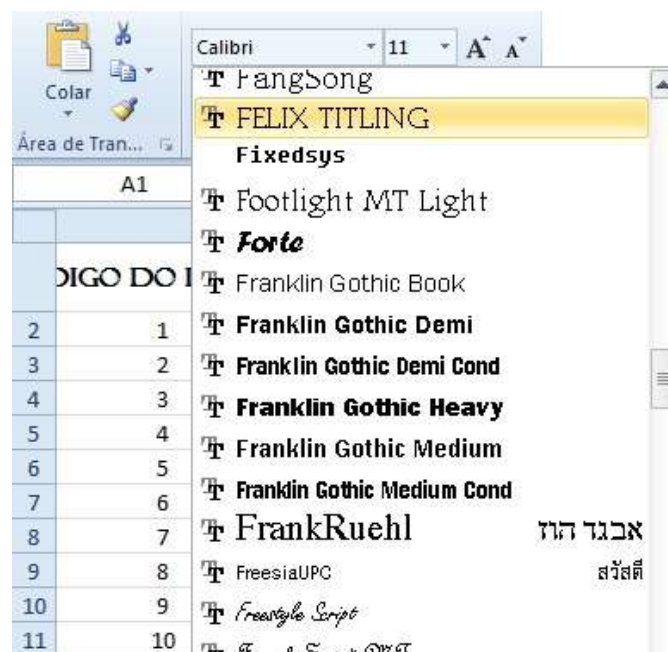 Calibri 11 A A
Colar
Área de Tran...
A1
FangSong
FELIX TITLING
Fixedsys
Footlight MT Light
Forte
DIGO DO
Franklin Gothic Book
2 1 Franklin Gothic Demi
3 2 Franklin Gothic Demi Cond
4 3 Franklin Gothic Heavy
5 4 Franklin Gothic Medium
6 5 Franklin Gothic Medium Cond
7 6
8 7 FrankRuehl אבגד הוז
9 8 FreesiaUPC สวัสดี
10 9 Freestyle Script
11 10